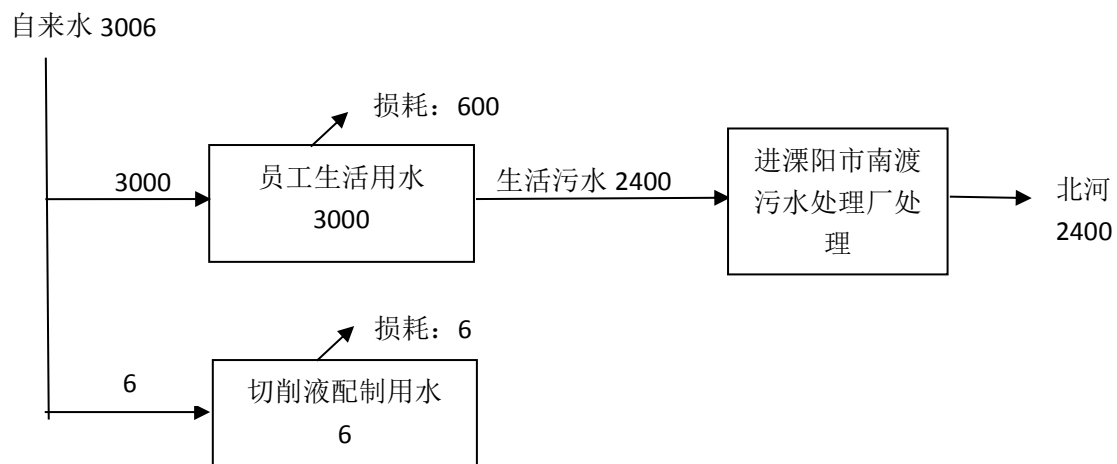 自来水 3006
损耗：600
3000
员工生活用水
3000
生活污水 2400
进溧阳市南渡
污水处理厂处
理
北河
2400
损耗：6
6
切削液配制用水
6